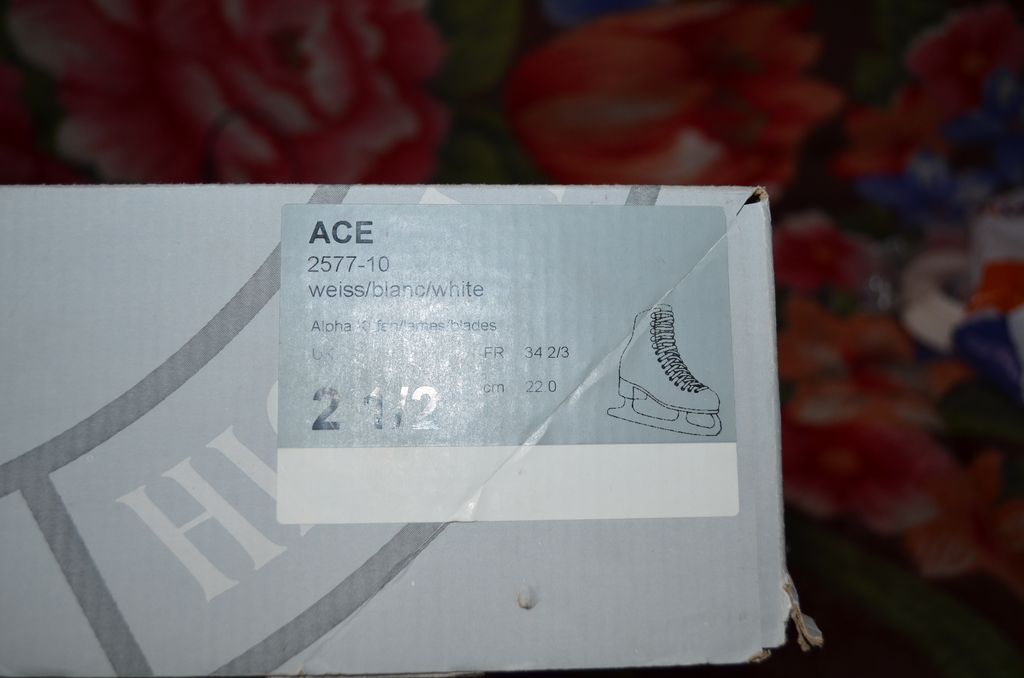 ACE
2577-10
weiss/blanc/white
Alpha
UK FR 34 2/3
2 1/2 cm 22.0